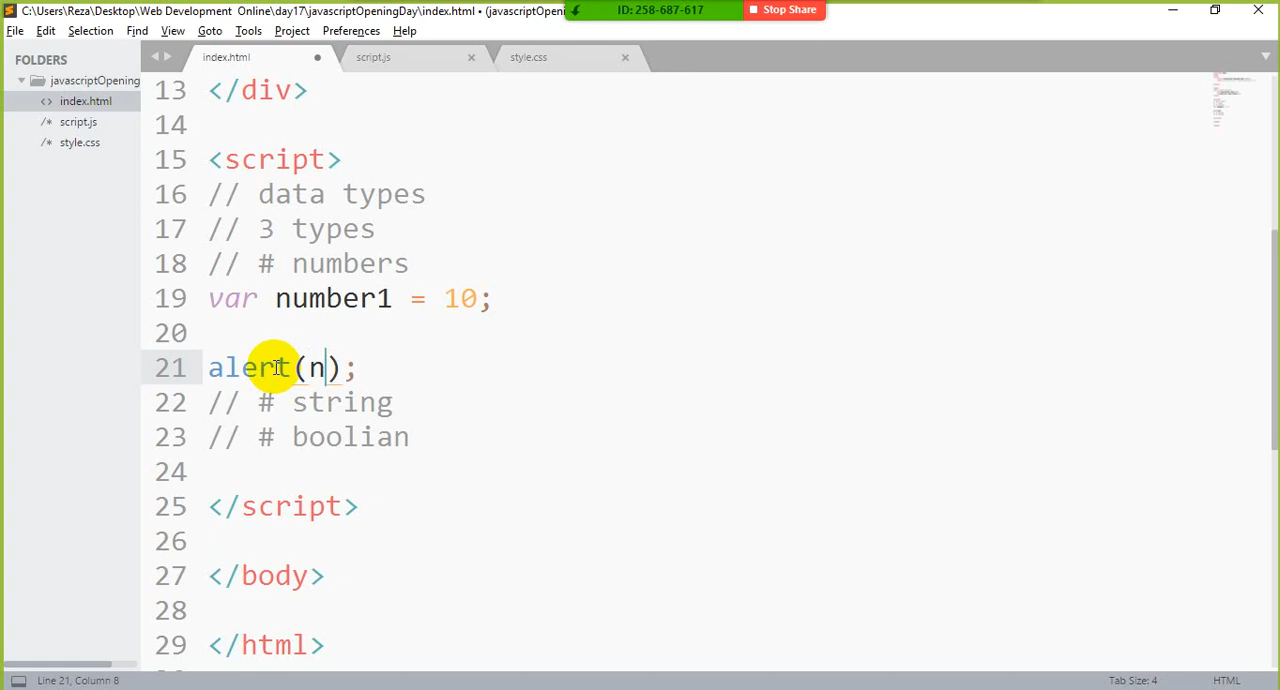 C:\Users\Reza\Desktop\Web Development Online\day17\javascriptOpeningDay\index.html • (javascriptOpeni
ID: 258-687-617
Stop Share
File Edit Selection Find View Goto Tools Project Preferences Help
FOLDERS
javascriptOpening
<> index.html
/* script.js
/* style.css
index.html
script.js
style.css
13 </div>
14
15 <script>
16 // data types
17 // 3 types
18 // # numbers
19 var number1 = 10;
20
21 alert(n);
22 // # string
23 // # boolian
24
25 </script>
26
27 </body>
28
29 </html>
Line 21, Column 8
Tab Size: 4
HTML